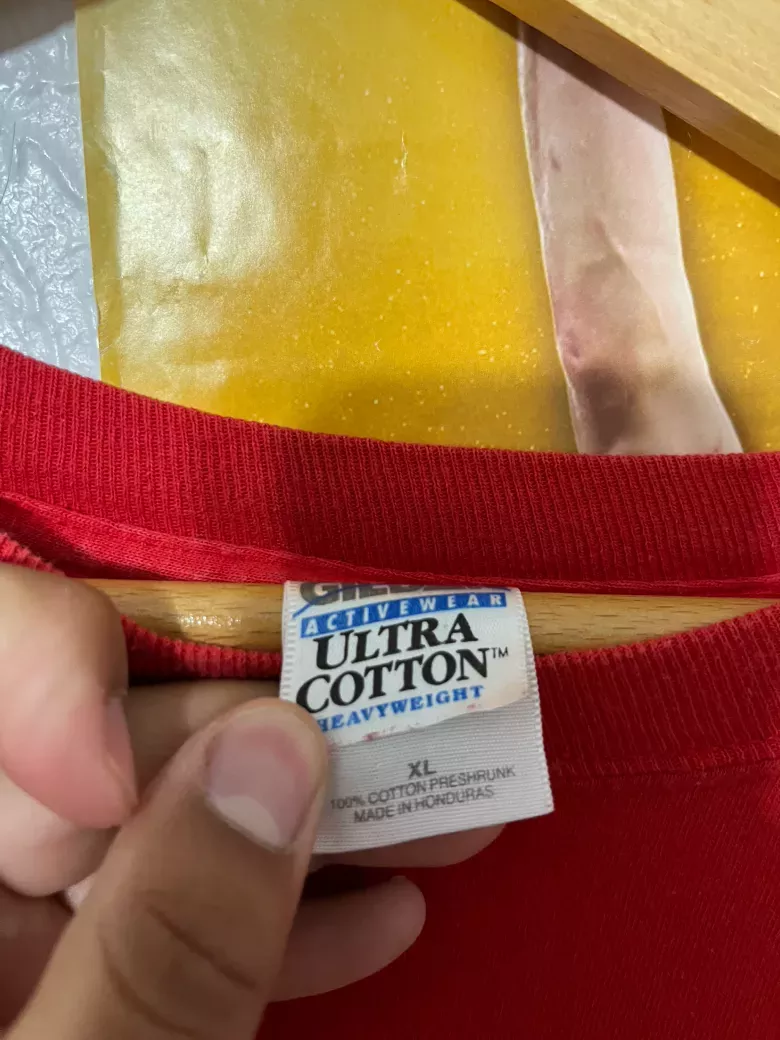 ACTIVEWEAR
ULTRA
COTTON™
HEAVYWEIGHT
XL
100% COTTON PRESHRUNK
MADE IN HONDURAS